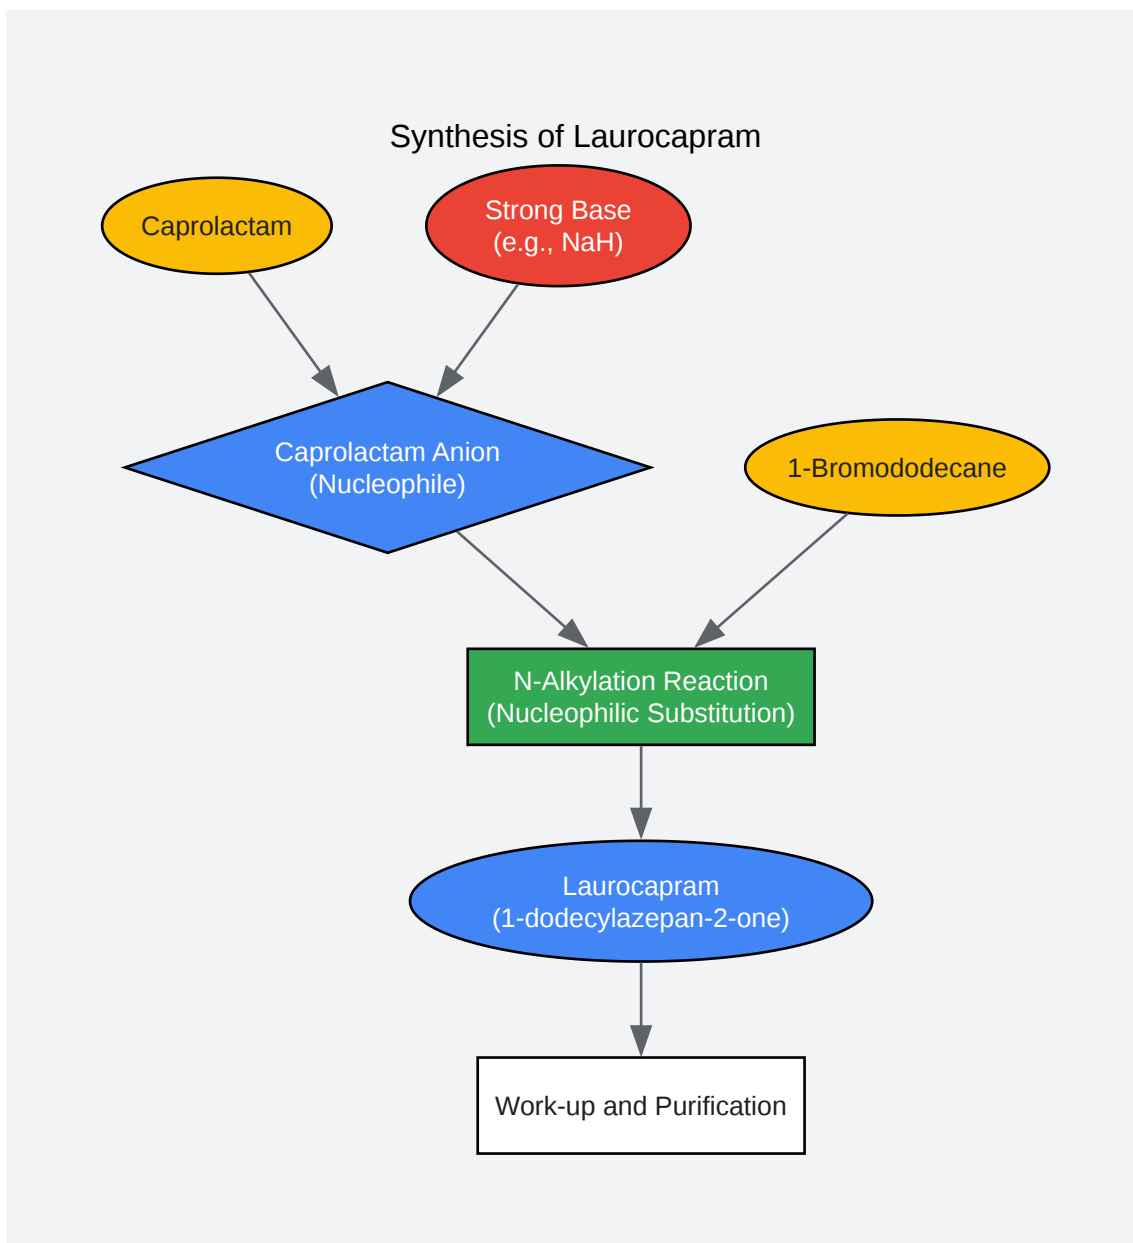 Synthesis of Laurocapram
Caprolactam
Strong Base
(e.g., NaH)
Caprolactam Anion
(Nucleophile)
1-Bromododecane
N-Alkylation Reaction
(Nucleophilic Substitution)
Laurocapram
(1-dodecylazepan-2-one)
Work-up and Purification